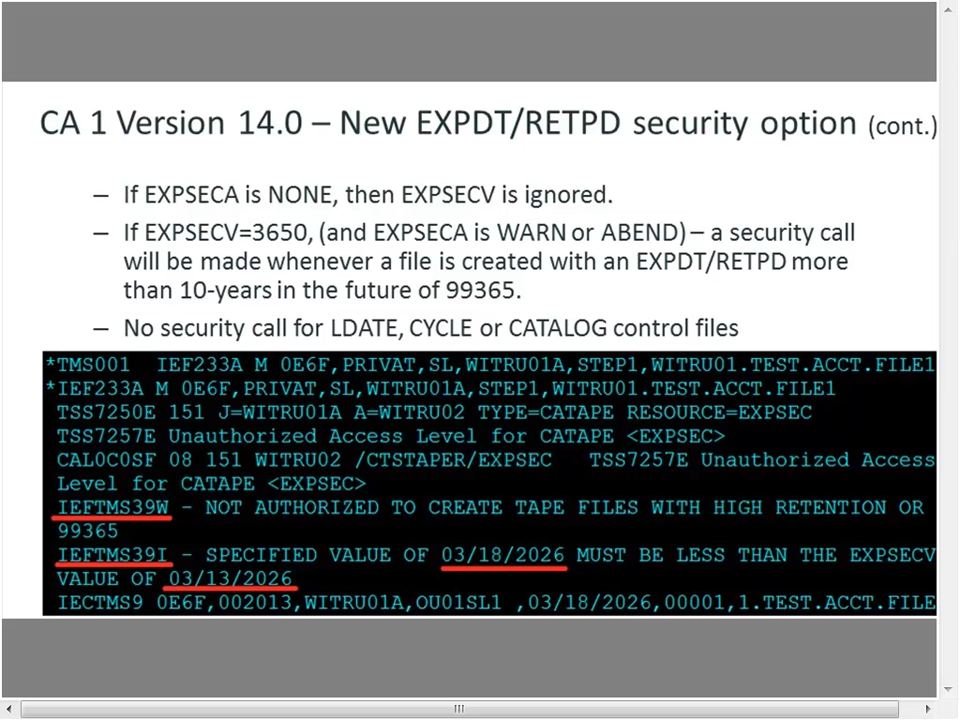 CA 1 Version 14.0 – New EXPDT/RETPD security option (cont.)
– If EXPSECA is NONE, then EXPSECV is ignored.
– If EXPSECV=3650, (and EXPSECA is WARN or ABEND) – a security call
will be made whenever a file is created with an EXPDT/RETPD more
than 10-years in the future of 99365.
– No security call for LDATE, CYCLE or CATALOG control files
*TMS001  IEF233A M 0E6F,PRIVAT,SL,WITRU01A,STEP1,WITRU01.TEST.ACCT.FILE1
*IEF233A M 0E6F,PRIVAT,SL,WITRU01A,STEP1,WITRU01.TEST.ACCT.FILE1
TSS7250E 151 J=WITRU01A A=WITRU02 TYPE=CATAPE RESOURCE=EXPSEC
TSS7257E Unauthorized Access Level for CATAPE <EXPSEC>
CAL0C0SF 08 151 WITRU02 /CTSTAPER/EXPSEC   TSS7257E Unauthorized Access
Level for CATAPE <EXPSEC>
IEFTMS39W - NOT AUTHORIZED TO CREATE TAPE FILES WITH HIGH RETENTION OR
99365
IEFTMS39I - SPECIFIED VALUE OF 03/18/2026 MUST BE LESS THAN THE EXPSECV
VALUE OF 03/13/2026
IECTMS9 0E6F,002013,WITRU01A,OU01SL1 ,03/18/2026,00001,1.TEST.ACCT.FILE